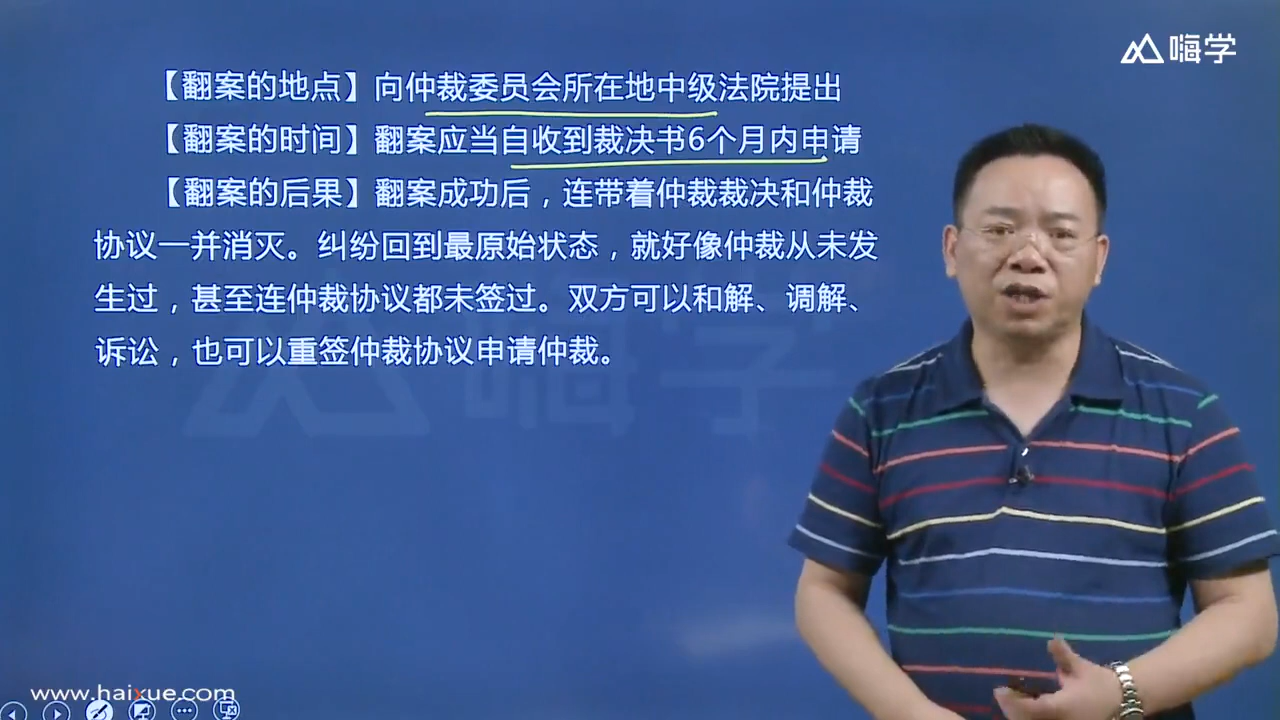 嗨学
【翻案的地点】向仲裁委员会所在地中级法院提出
【翻案的时间】翻案应当自收到裁决书6个月内申请
【翻案的后果】翻案成功后，连带着仲裁裁决和仲裁
协议一并消灭。纠纷回到最原始状态，就好像仲裁从未发
生过，甚至连仲裁协议都未签过。双方可以和解、调解、
诉讼，也可以重签仲裁协议申请仲裁。
嗨学
www.haixue.com